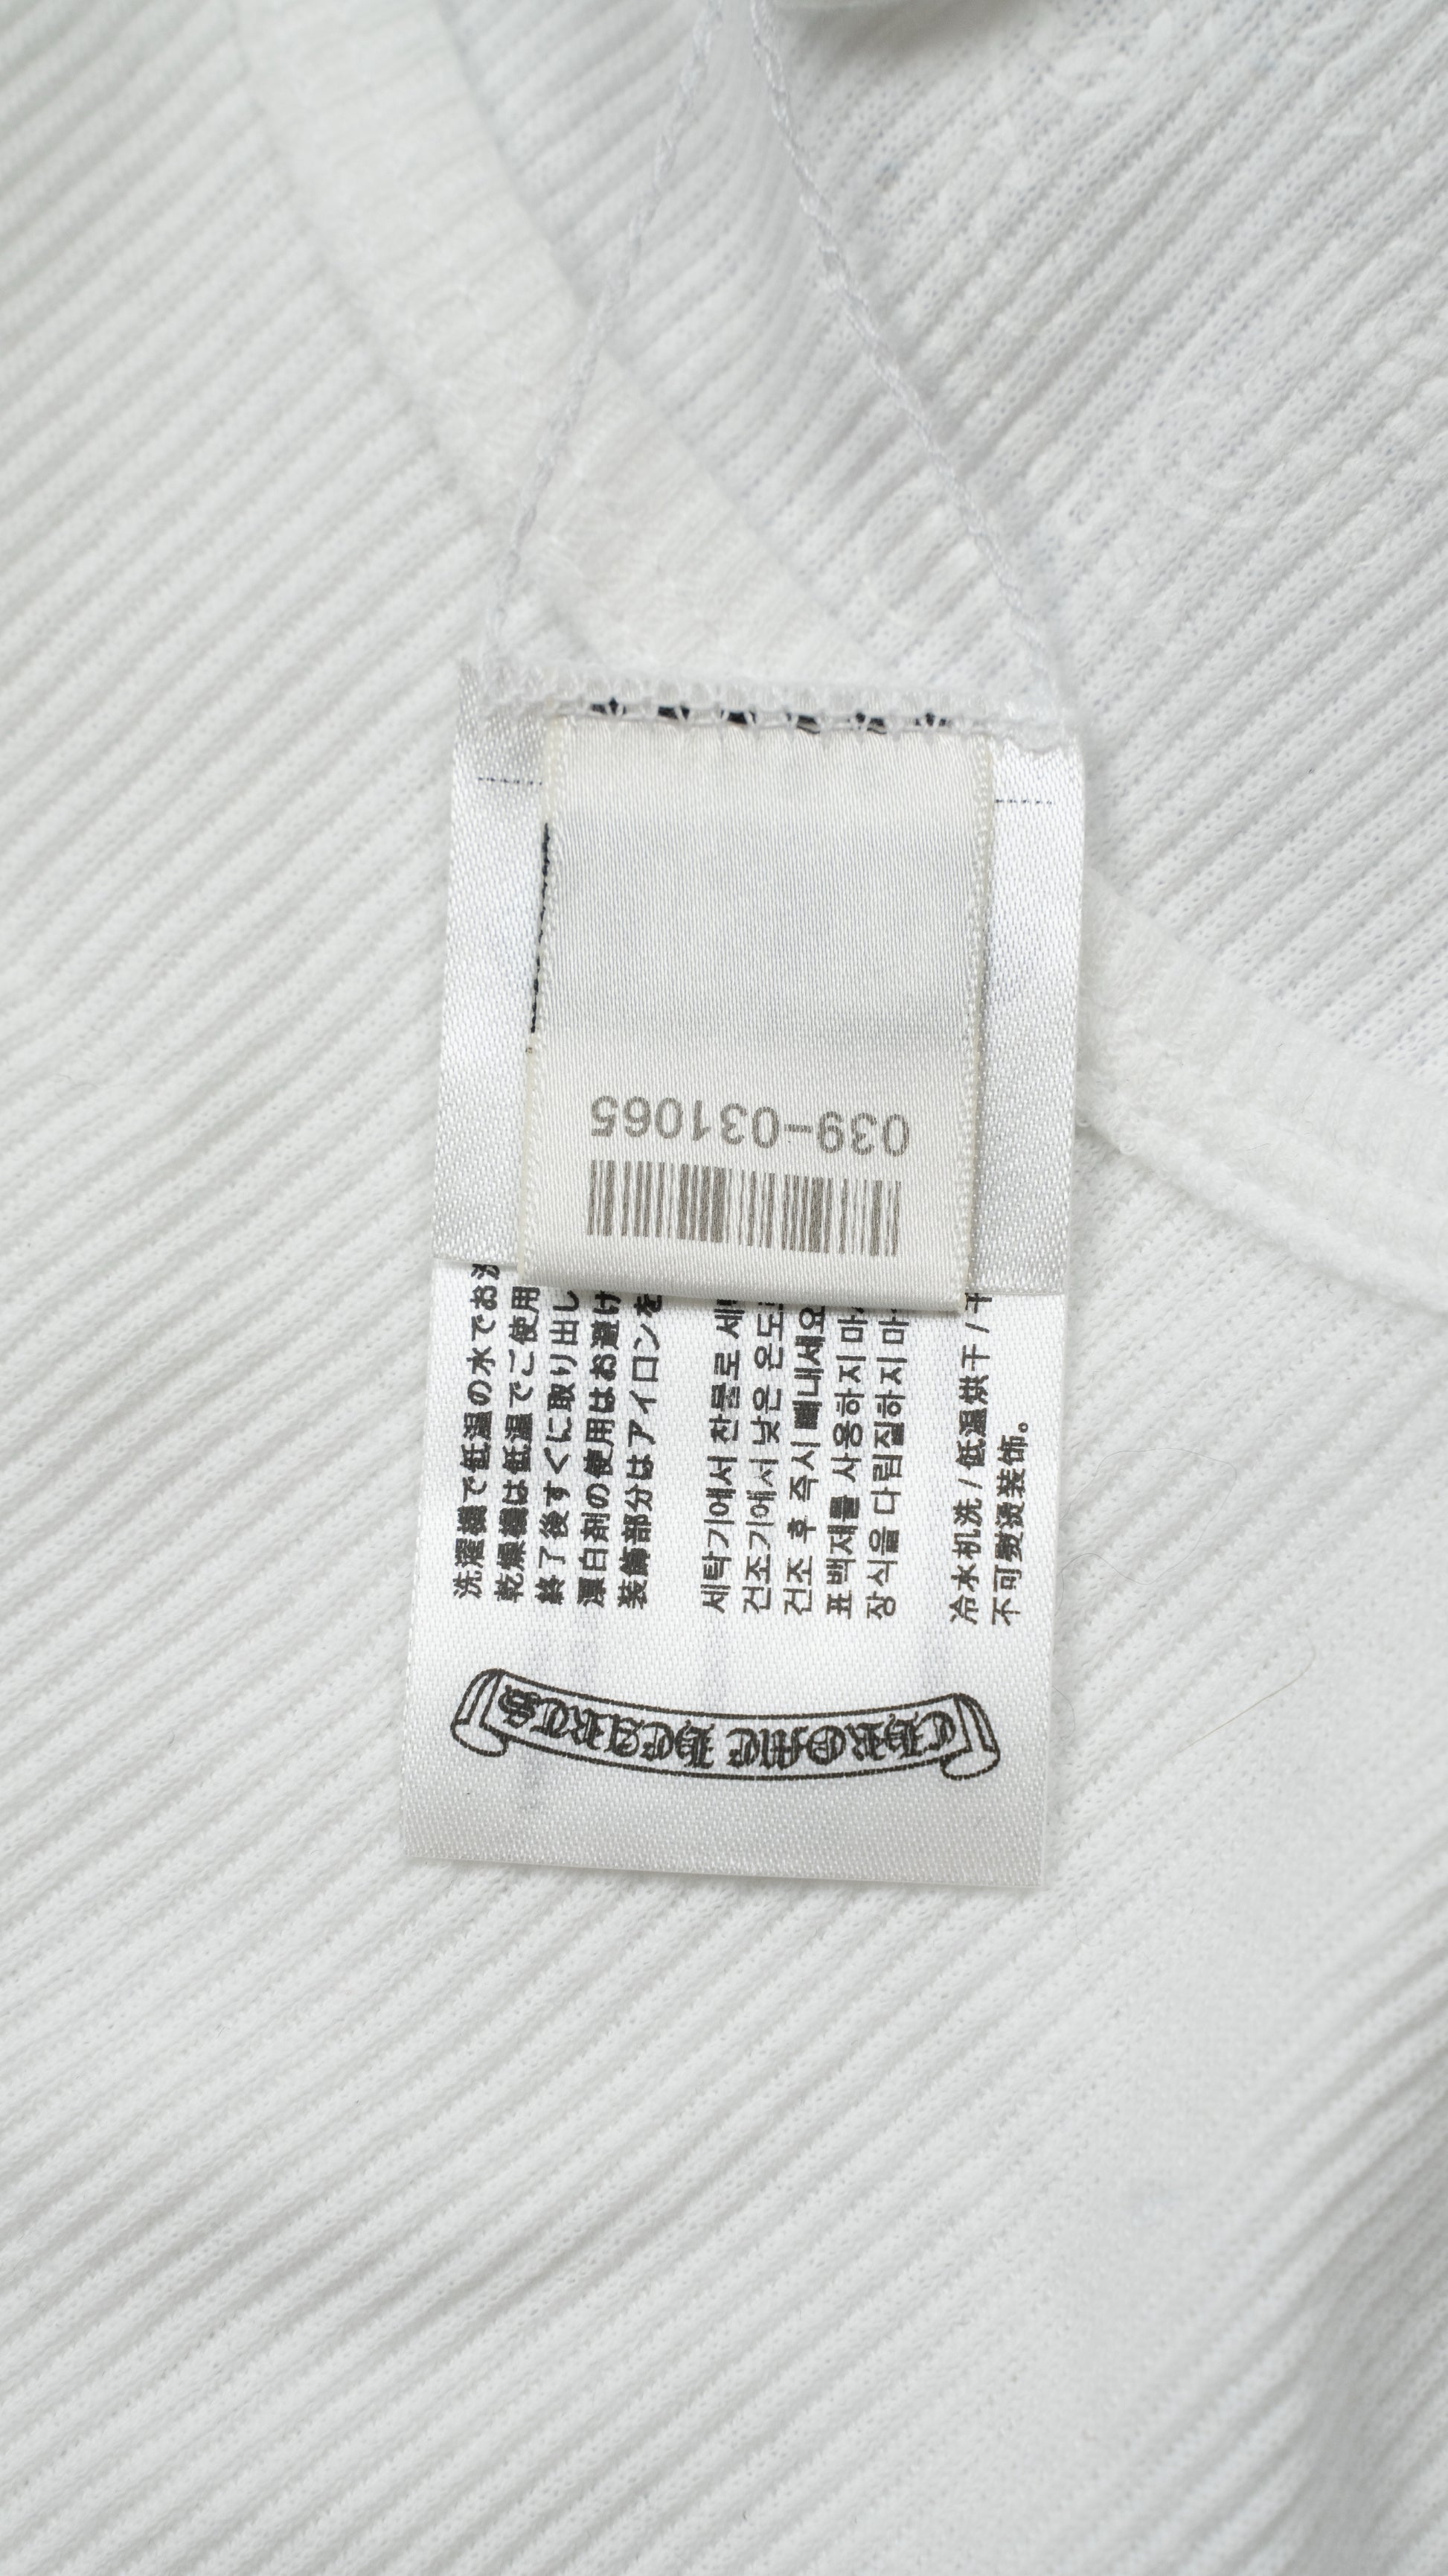 039-031065
洗濯機で低温の水でお
乾燥機は低温でご使用
終了後すぐに取り出し
漂白剤の使用はお避け
装飾部分はアイロンを
세탁기에서 찬물로
건조기에서 낮은 온도
건조 후 즉시 빼내세요
표백제를 사용하지
장식을 다림질하지
冷水机洗 / 低温烘干 /
不可熨烫装饰。
CHROME HEARTS